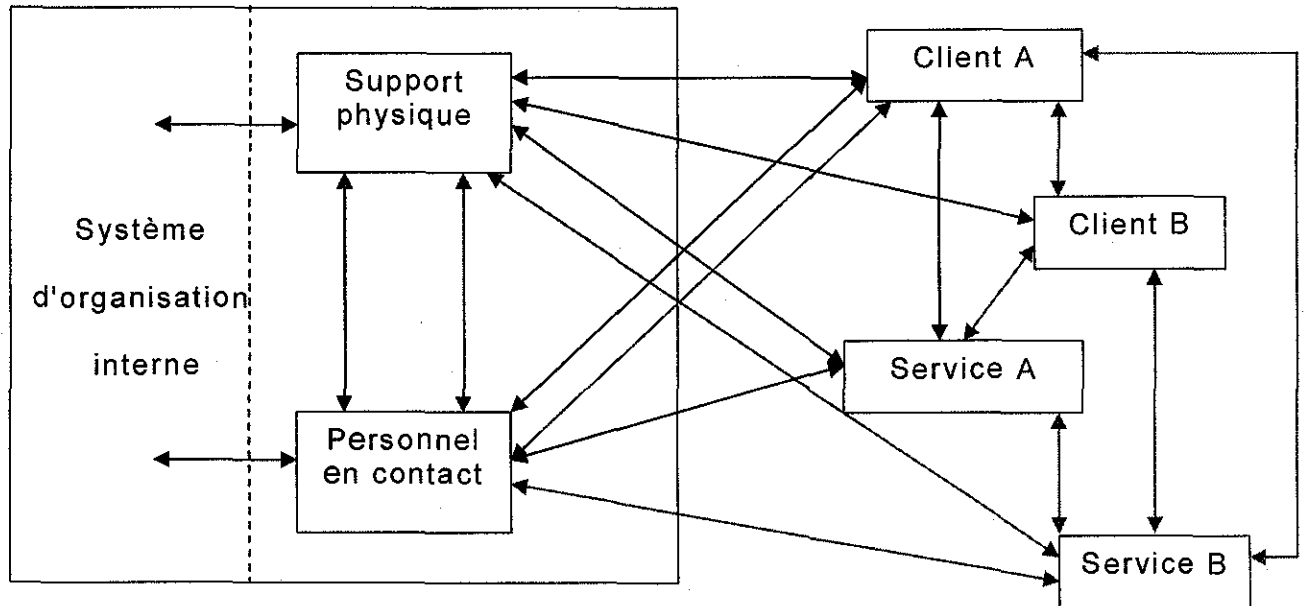 Support
physique
Client A
Système
d'organisation
interne
Client B
Service A
Personnel
en contact
Service B